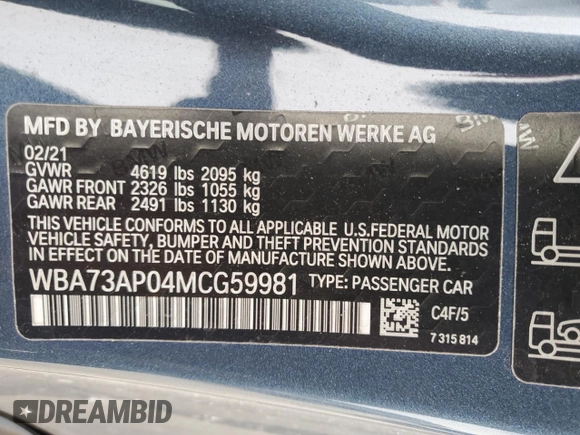 MFD BY BAYERISCHE MOTOREN WERKE AG
02/21
GVWR 4619 lbs 2095 kg
GAWR FRONT 2326 lbs 1055 kg
GAWR REAR 2491 lbs 1130 kg
THIS VEHICLE CONFORMS TO ALL APPLICABLE U.S.FEDERAL MOTOR
VEHICLE SAFETY, BUMPER AND THEFT PREVENTION STANDARDS
IN EFFECT ON THE DATE OF MANUFACTURE SHOWN ABOVE.
WBA73AP04MCG59981 TYPE: PASSENGER CAR
C4F/5
7 315 814
DREAMBID